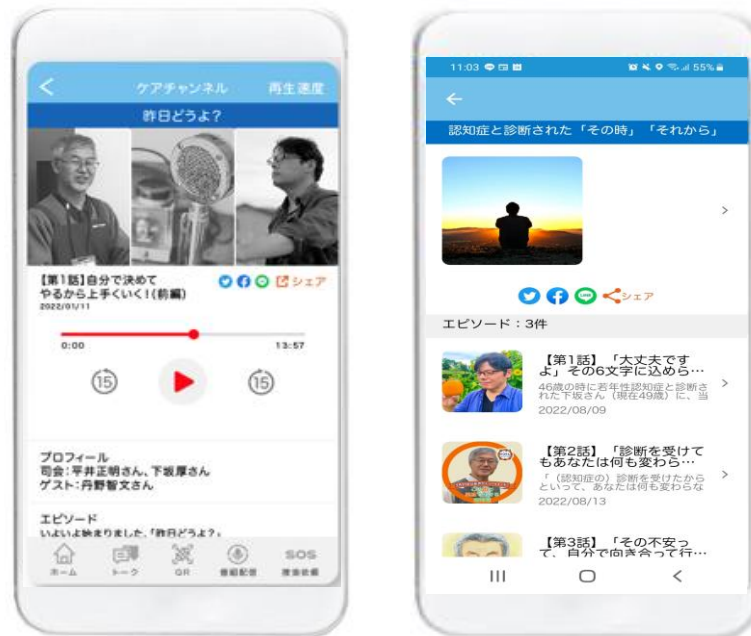 ケアチャンネル
再生速度
昨日どうよ?
【第1話】自分で決めて
やるから上手くいく!(前編)
シェア
2022/01/11
0:00
13:57
15
15
プロフィール
司会:平井正明さん、下坂厚さん
ゲスト:丹野智文さん
エピソード
いよいよ始まりました、「昨日どうよ?」
ホーム
トーク
QR
番組配信
SOS
捜索依頼
11:03
55%
認知症と診断された「その時」「それから」
シェア
エピソード:3件
【第1話】「大丈夫です
よ」その6文字に込めら…
46歳の時に若年性認知症と診断さ
れた下坂さん(現在49歳)に、当
2022/08/09
【第2話】「診断を受けて
もあなたは何も変わら…
「(認知症の)診断を受けたから
といって、あなたは何も変わらな
2022/08/13
【第3話】「その不安っ
て、自分で向き合って行…